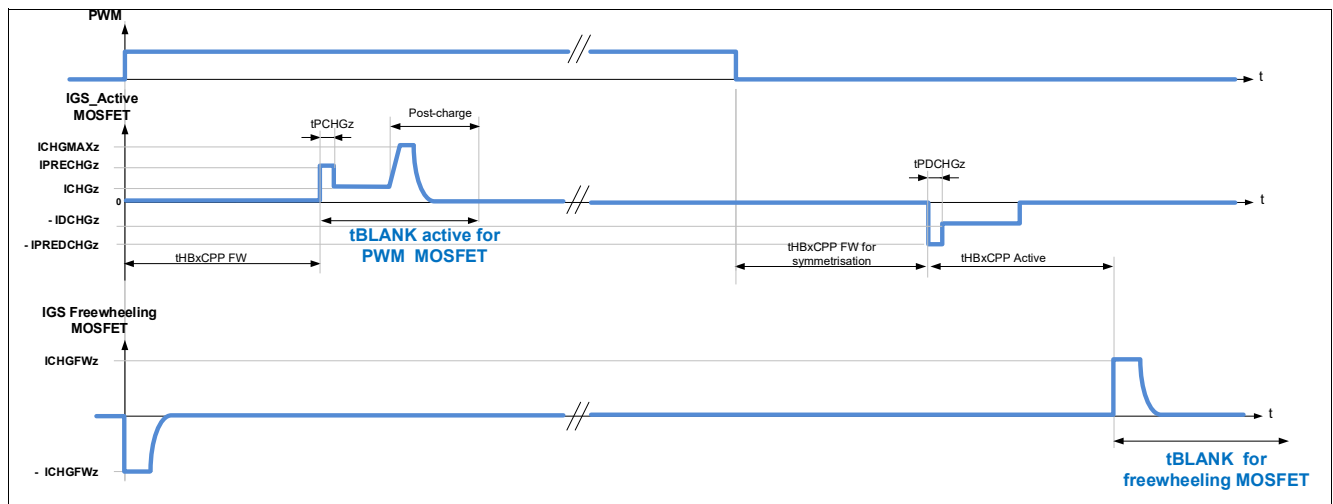 PWM
t
IGS_Active
MOSFET
tPCHGz
Post-charge
ICHGMAXz
IPRECHGz
ICHGz
0
- IDCHGz
- IPREDCHGz
tPDCHGz
t
tBLANK active for
PWM MOSFET
tHBxCPP FW
tHBxCPP FW for
symmetrisation
tHBxCPP Active
IGS Freewheeling
MOSFET
ICHGFWz
t
- ICHGFWz
tBLANK for
freewheeling MOSFET